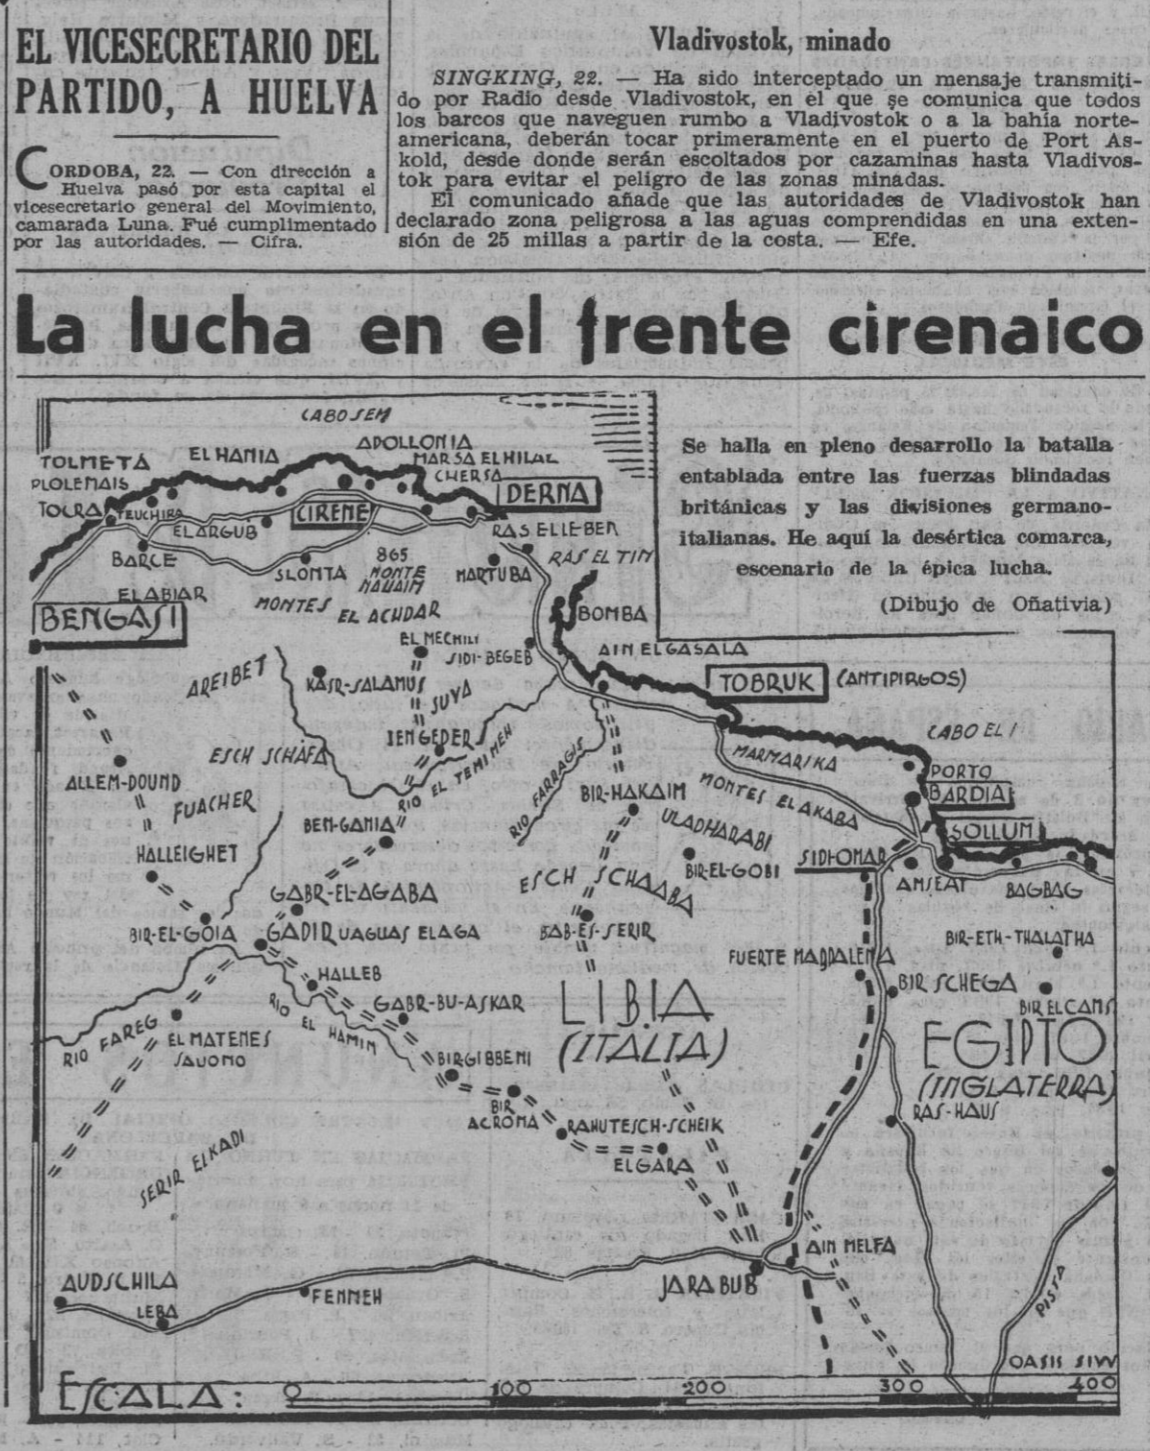 EL VICESECRETARIO DEL
PARTIDO, A HUELVA
CORDOBA, 22. — Con dirección a
Huelva pasó por esta capital el
vicesecretario general del Movimiento,
camarada Luna. Fué cumplimentado
por las autoridades. — Cifra.
Vladivostok, minado
SINGKING, 22. — Ha sido interceptado un mensaje transmiti-
do por Radio desde Vladivostok, en el que se comunica que todos
los barcos que naveguen rumbo a Vladivostok o a la bahía norte-
americana, deberán tocar primeramente en el puerto de Port As-
kold, desde donde serán escoltados por cazaminas hasta Vladivos-
tok para evitar el peligro de las zonas minadas.
El comunicado añade que las autoridades de Vladivostok han
declarado zona peligrosa a las aguas comprendidas en una exten-
sión de 25 millas a partir de la costa. — Efe.
La lucha en el frente cirenaico
Se halla en pleno desarrollo la batalla
entablada entre las fuerzas blindadas
británicas y las divisiones germano-
italianas. He aquí la desértica comarca,
escenario de la épica lucha.
(Dibujo de Oñativia)
CABO SEM
APOLLONIA
EL HANIA
MARSA EL HILAL
TOLMETA
CHERSA
PLOLEMAIS
DERNA
TOCRA
TEUCHIRA
CIRENE
EL ARGUB
RAS ELLE-BEN
BARCE
SLONTA
865
MONTE
HAUAIM
MARTUBA
RAS EL TIN
EL ABIAR
MONTES EL ACHDAR
BOMBA
BENGASI
EL MECHILI
SIDI-BEGEB
AIN EL GASALA
AREIBET
KASR-SALAMUS
SUVA
TOBRUK (ANTIPIRGOS)
ESCH SCHAFA
IENGEDER
RIO EL TEMIMEH
RIO FARRAGIS
MARMARIKA
CABO EL I
ALLEM-DOUND
FUACHER
BIR-HAKAIM
MONTES EL AKABA
PORTO
BARDIA
BEN-GANIA
ULADHARABI
SOLLUM
HALLEIGHET
BIR-EL-GOBI
SIDI-OMAR
ESCH SCHAABA
AMSEAT
BAGBAG
GABR-EL-AGABA
BIR-EL-GOIA
GADIR UAGUAS ELAGA
BAB-ES-SERIR
BIR-ETH-THALATHA
FUERTE MADDALENA
HALLEB
BIR SCHEGA
GABR-BU-ASKAR
LIBIA
(ITALIA)
BIR EL CAMS
RIO FAREG
RIO EL HAMIM
EL MATENES
SAUOMO
EGIPTO
(INGLATERRA)
BIRGIBBENI
BIR
ACROMA
RAHUTESCH-SCHEIK
RAS-HAUS
ELGARA
SERIR ELKADI
AIN MELFA
JARABUB
AUDSCHILA
LEBA
FENNEH
PISTA
OASIS SIW
ESCALA: 0 100 200 300 400